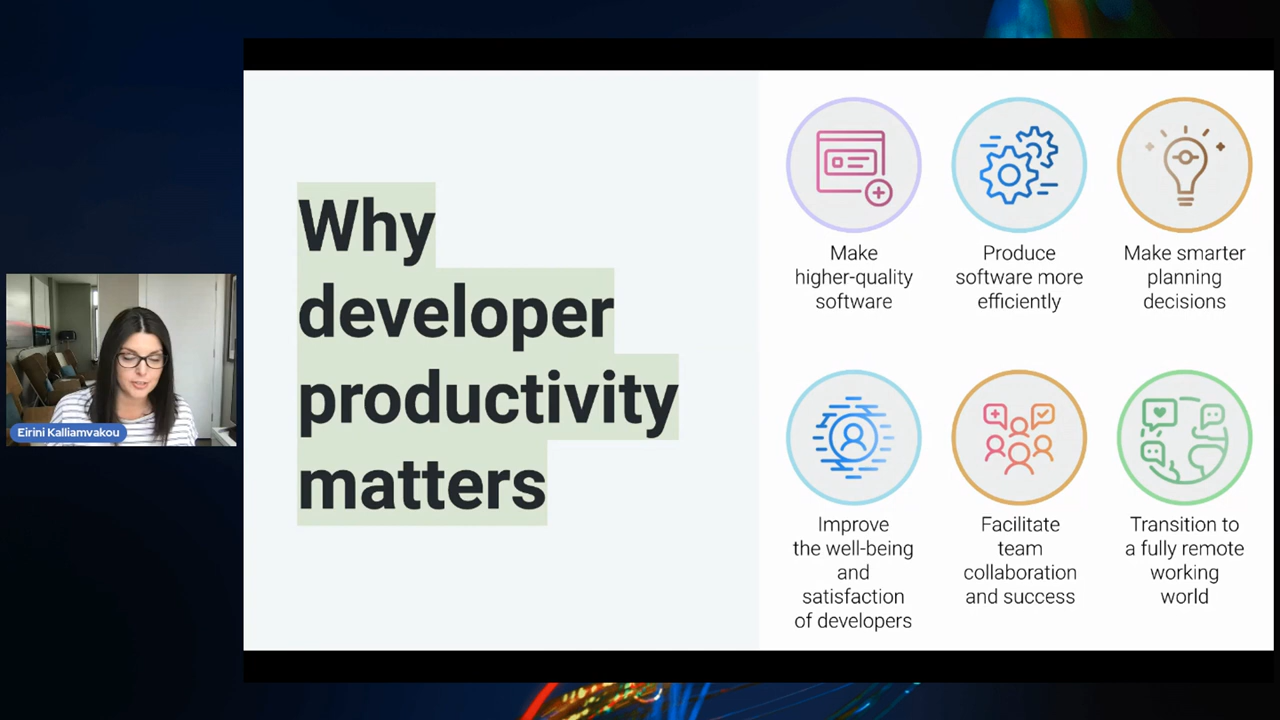 Why
developer
productivity
matters
Make
higher-quality
software
Produce
software more
efficiently
Make smarter
planning
decisions
Improve
the well-being
and
satisfaction
of developers
Facilitate
team
collaboration
and success
Transition to
a fully remote
working
world
Eirini Kalliamvakou